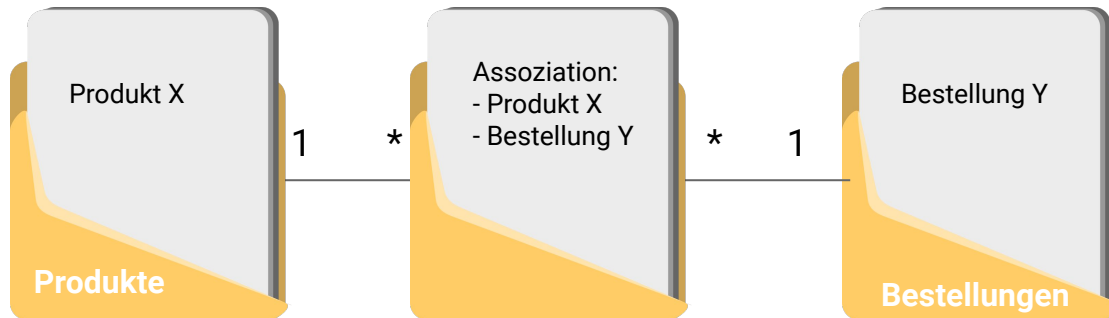 Produkt X
Assoziation:
- Produkt X
- Bestellung Y
Bestellung Y
1
*
*
1
Produkte
Bestellungen